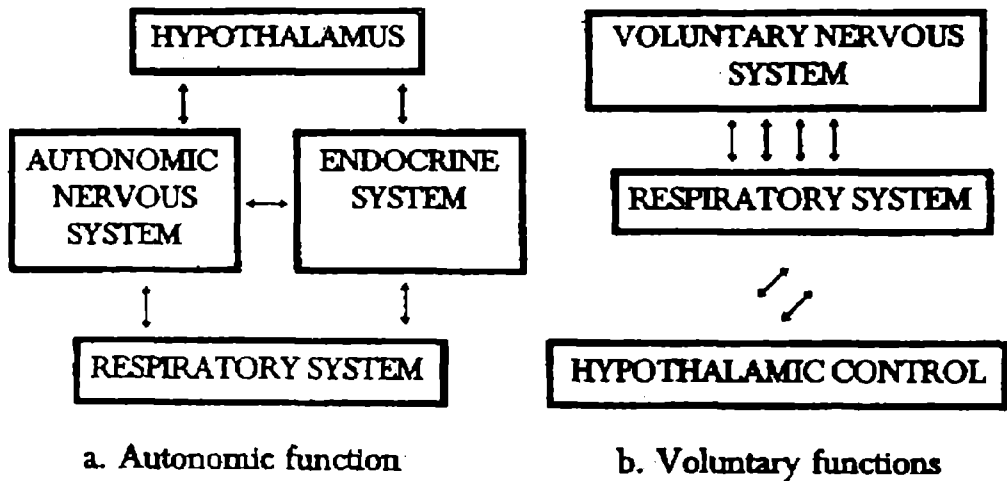 HYPOTHALAMUS
AUTONOMIC
NERVOUS
SYSTEM
ENDOCRINE
SYSTEM
RESPIRATORY SYSTEM
a. Autonomic function
VOLUNTARY NERVOUS
SYSTEM
RESPIRATORY SYSTEM
HYPOTHALAMIC CONTROL
b. Voluntary functions